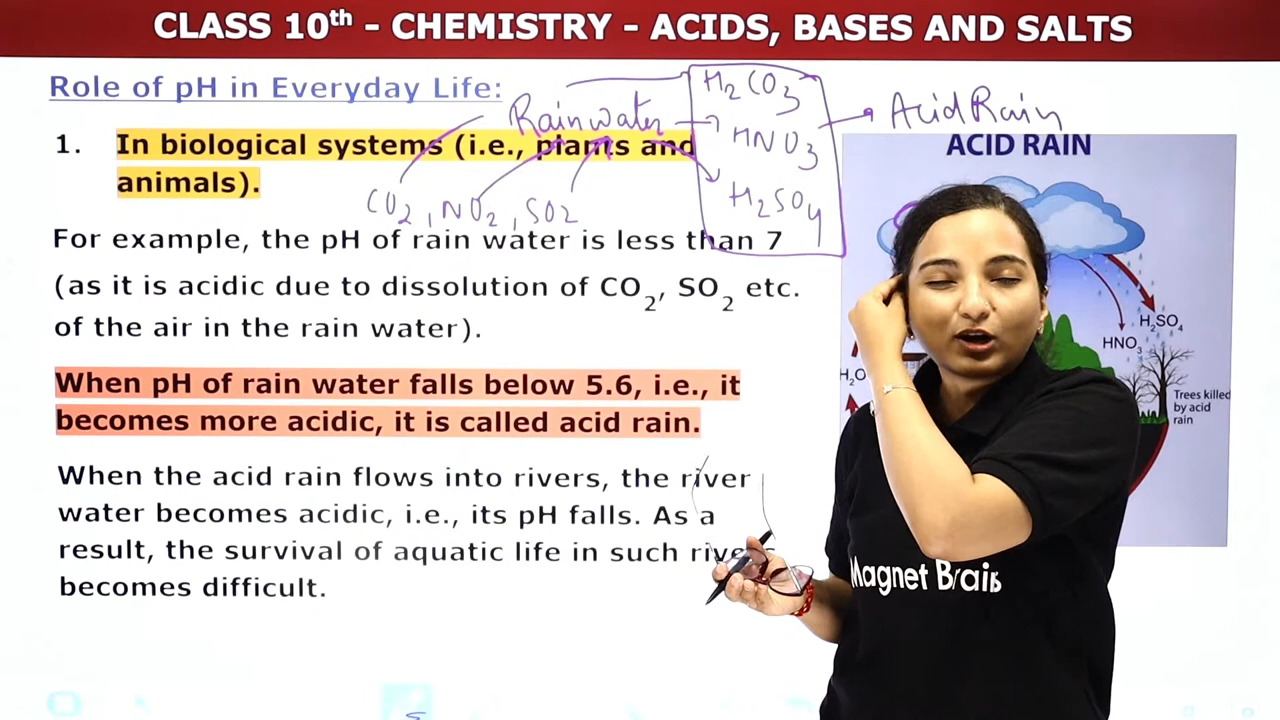 CLASS 10th - CHEMISTRY - ACIDS, BASES AND SALTS
Role of pH in Everyday Life:
H2CO3
Rainwater
HNO3
Acid Rain
1. In biological systems (i.e., plants and
animals).
ACID RAIN
CO2, NO2, SO2
H2SO4
For example, the pH of rain water is less than 7
(as it is acidic due to dissolution of CO2, SO2 etc.
of the air in the rain water).
H2SO4
HNO3
H2O
Trees killed
by acid
rain
When pH of rain water falls below 5.6, i.e., it
becomes more acidic, it is called acid rain.
When the acid rain flows into rivers, the river
water becomes acidic, i.e., its pH falls. As a
result, the survival of aquatic life in such
becomes difficult.
Magnet Brains